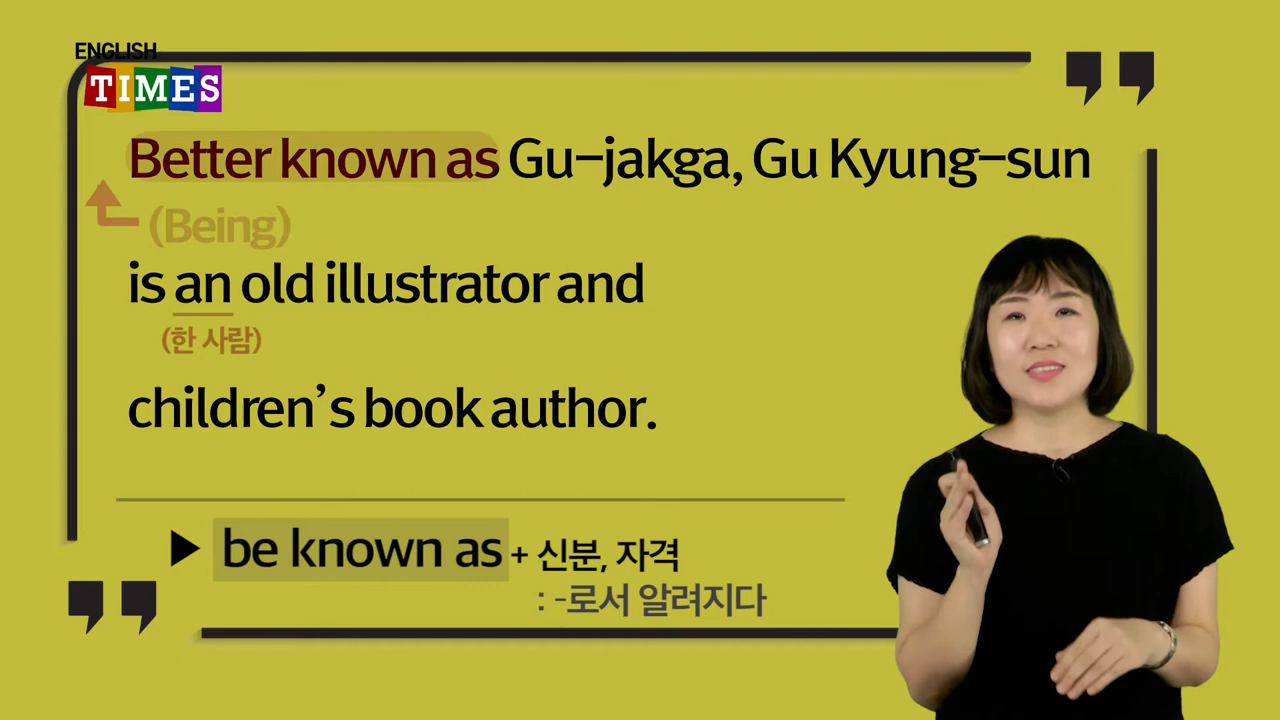 ENGLISH
TIMES
Better known as Gu-jakga, Gu Kyung-sun
(Being)
is an old illustrator and
(한 사람)
children's book author.
▶ be known as + 신분, 자격
: -로서 알려지다